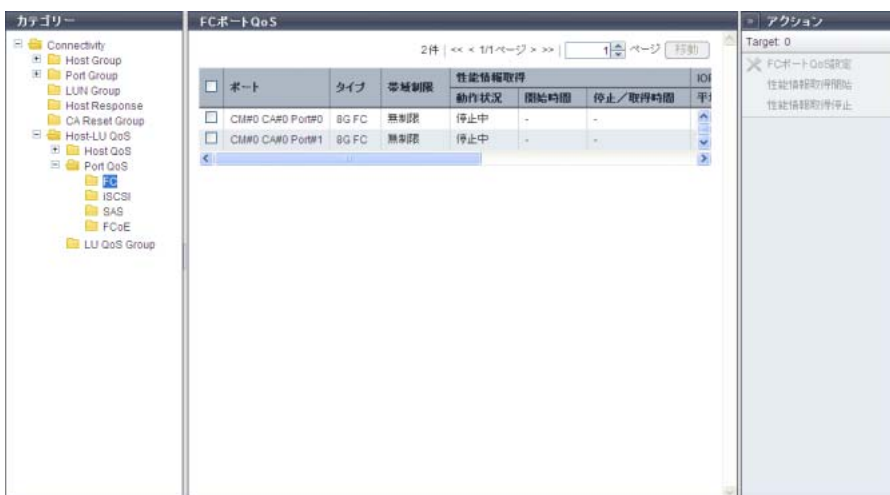 カテゴリー
Connectivity
Host Group
Port Group
LUN Group
Host Response
CA Reset Group
Host-LU QoS
Host QoS
Port QoS
FC
iSCSI
SAS
FCoE
LU QoS Group
FCポートQoS
2件 | << < 1/1ページ > >> | 1 ページ 移動
ポート タイプ 帯域制限 性能情報取得
動作状況 開始時間 停止/取得時間
CM#0 CA#0 Port#0 8G FC 無制限 停止中 - -
CM#0 CA#0 Port#1 8G FC 無制限 停止中 - -
» アクション
Target: 0
FCポートQoS設定
性能情報取得開始
性能情報取得停止